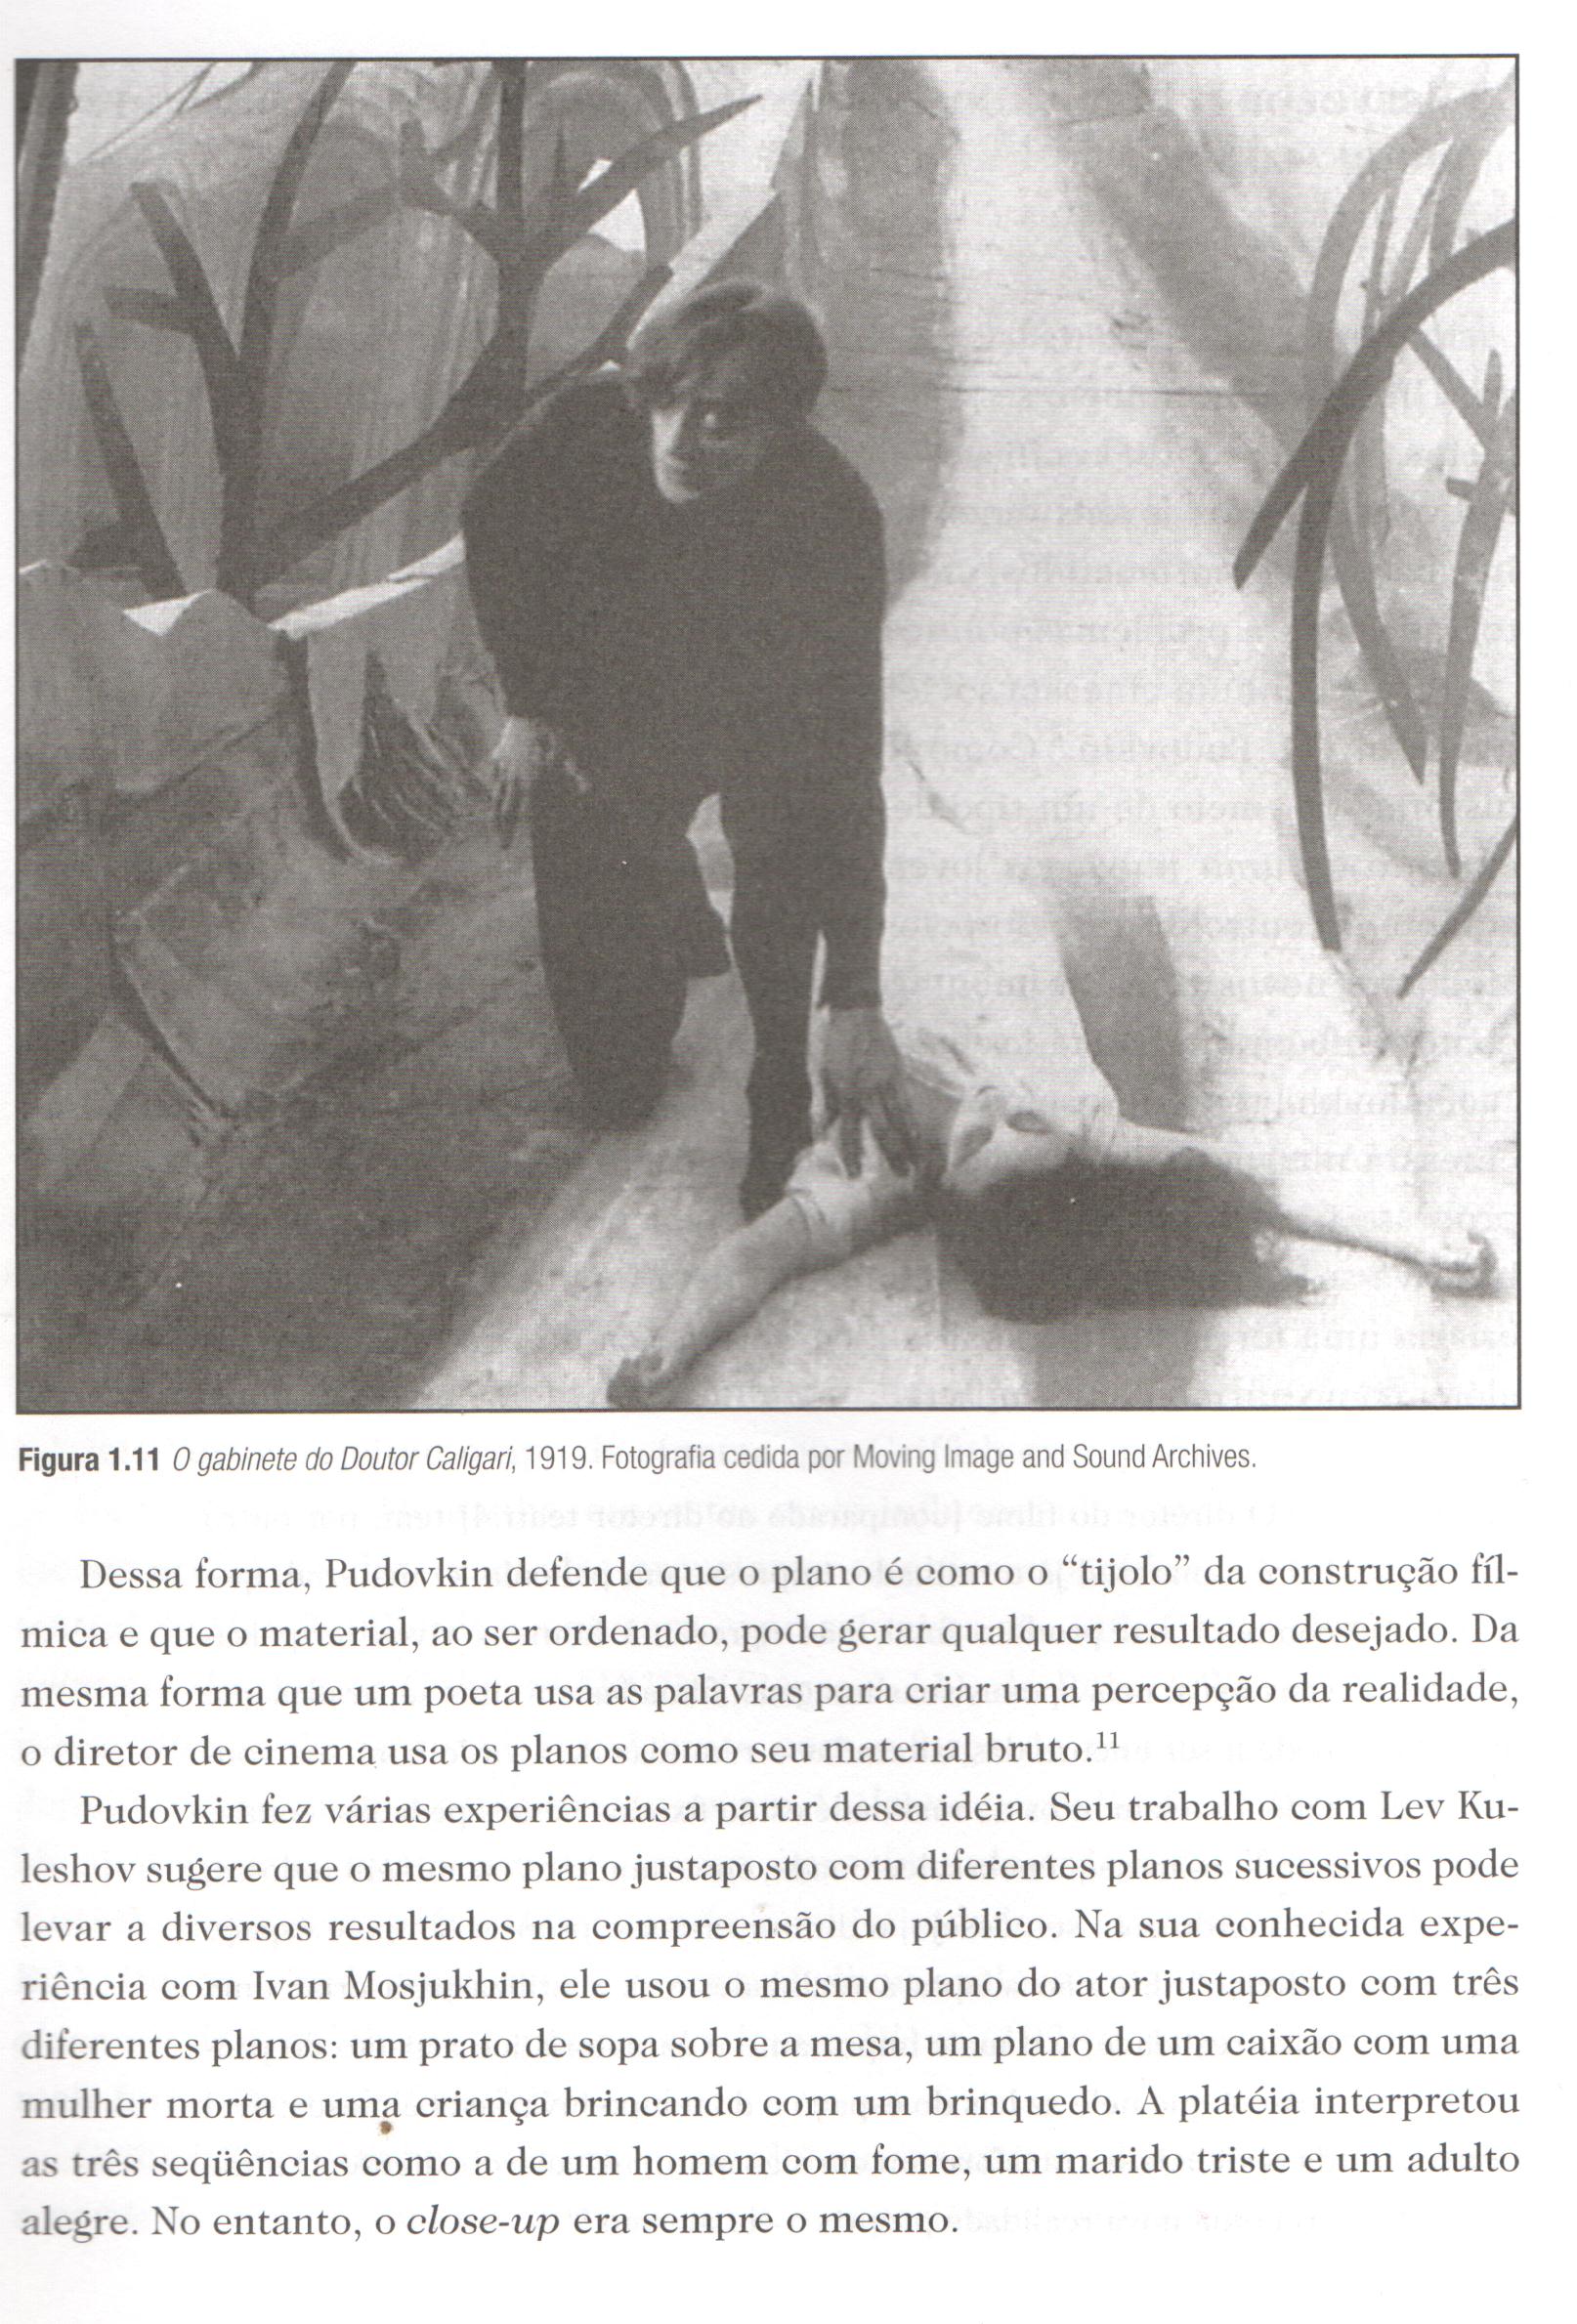 Figura 1.11 O gabinete do Doutor Caligari, 1919. Fotografia cedida por Moving Image and Sound Archives.
Dessa forma, Pudovkin defende que o plano é como o “tijolo” da construção fíl-
mica e que o material, ao ser ordenado, pode gerar qualquer resultado desejado. Da
mesma forma que um poeta usa as palavras para criar uma percepção da realidade,
o diretor de cinema usa os planos como seu material bruto.¹¹
Pudovkin fez várias experiências a partir dessa idéia. Seu trabalho com Lev Ku-
leshov sugere que o mesmo plano justaposto com diferentes planos sucessivos pode
levar a diversos resultados na compreensão do público. Na sua conhecida expe-
riência com Ivan Mosjukhin, ele usou o mesmo plano do ator justaposto com três
diferentes planos: um prato de sopa sobre a mesa, um plano de um caixão com uma
mulher morta e uma criança brincando com um brinquedo. A platéia interpretou
as três seqüências como a de um homem com fome, um marido triste e um adulto
alegre. No entanto, o close-up era sempre o mesmo.